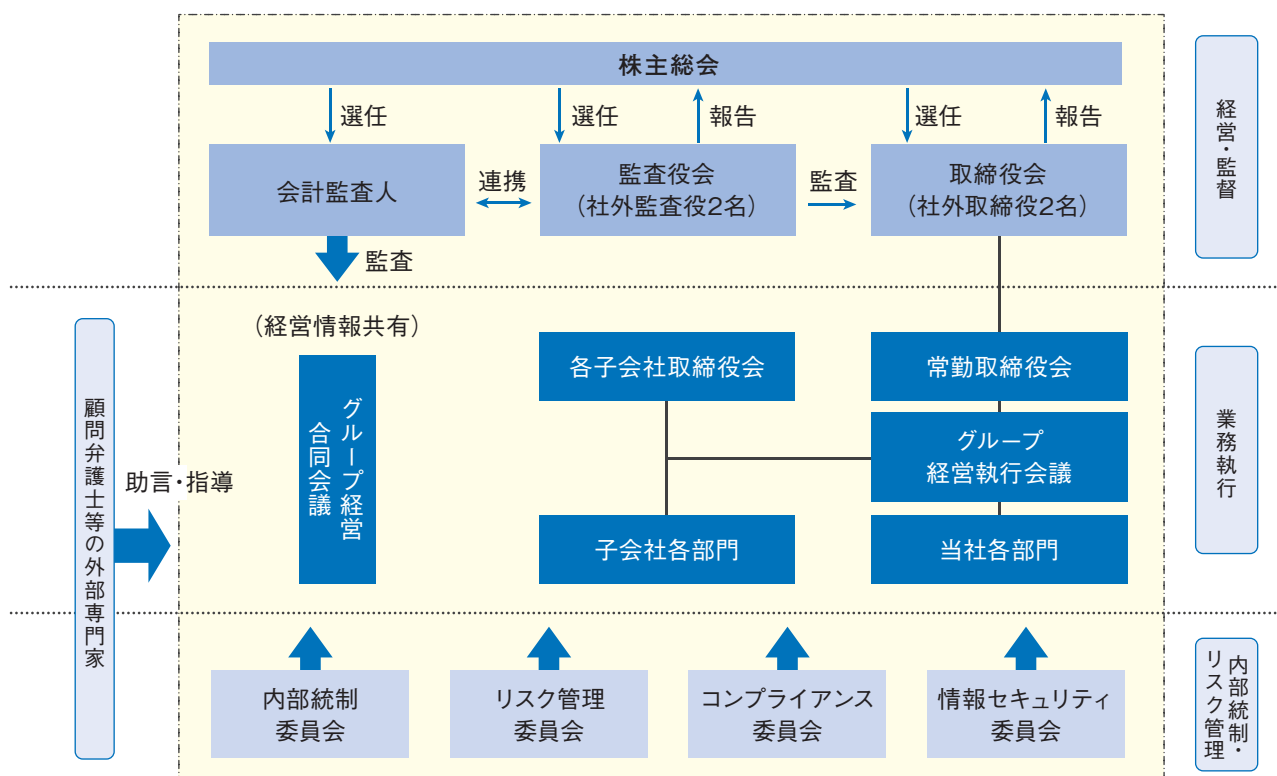 株主総会
選任
選任
報告
選任
報告
会計監査人
連携
監査役会
(社外監査役2名)
監査
取締役会
(社外取締役2名)
監査
経営・監督
(経営情報共有)
グループ経営
合同会議
各子会社取締役会
常勤取締役会
グループ
経営執行会議
子会社各部門
当社各部門
業務執行
顧問弁護士等の外部専門家
助言・指導
内部統制
委員会
リスク管理
委員会
コンプライアンス
委員会
情報セキュリティ
委員会
内部統制・
リスク管理